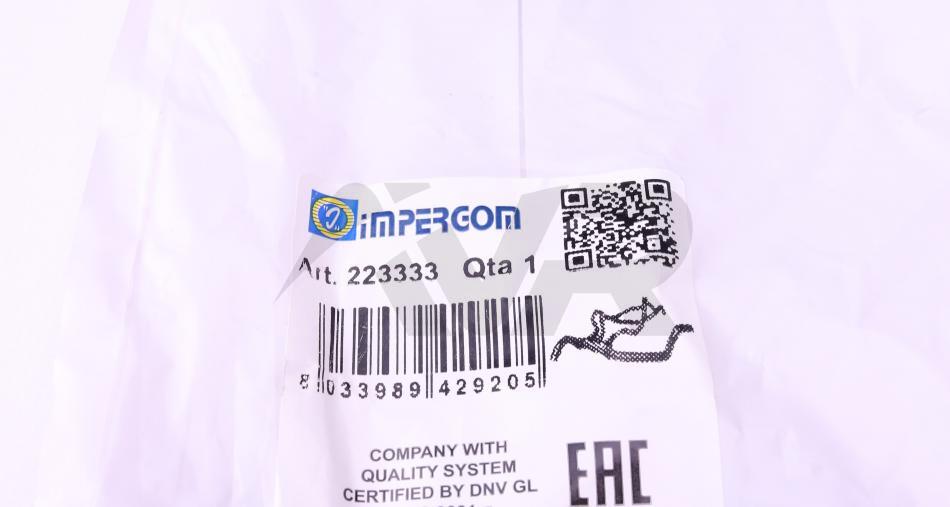 IMPERGOM
Art. 223333 Qta 1
8 033989 429205
COMPANY WITH
QUALITY SYSTEM
CERTIFIED BY DNV GL
EAC